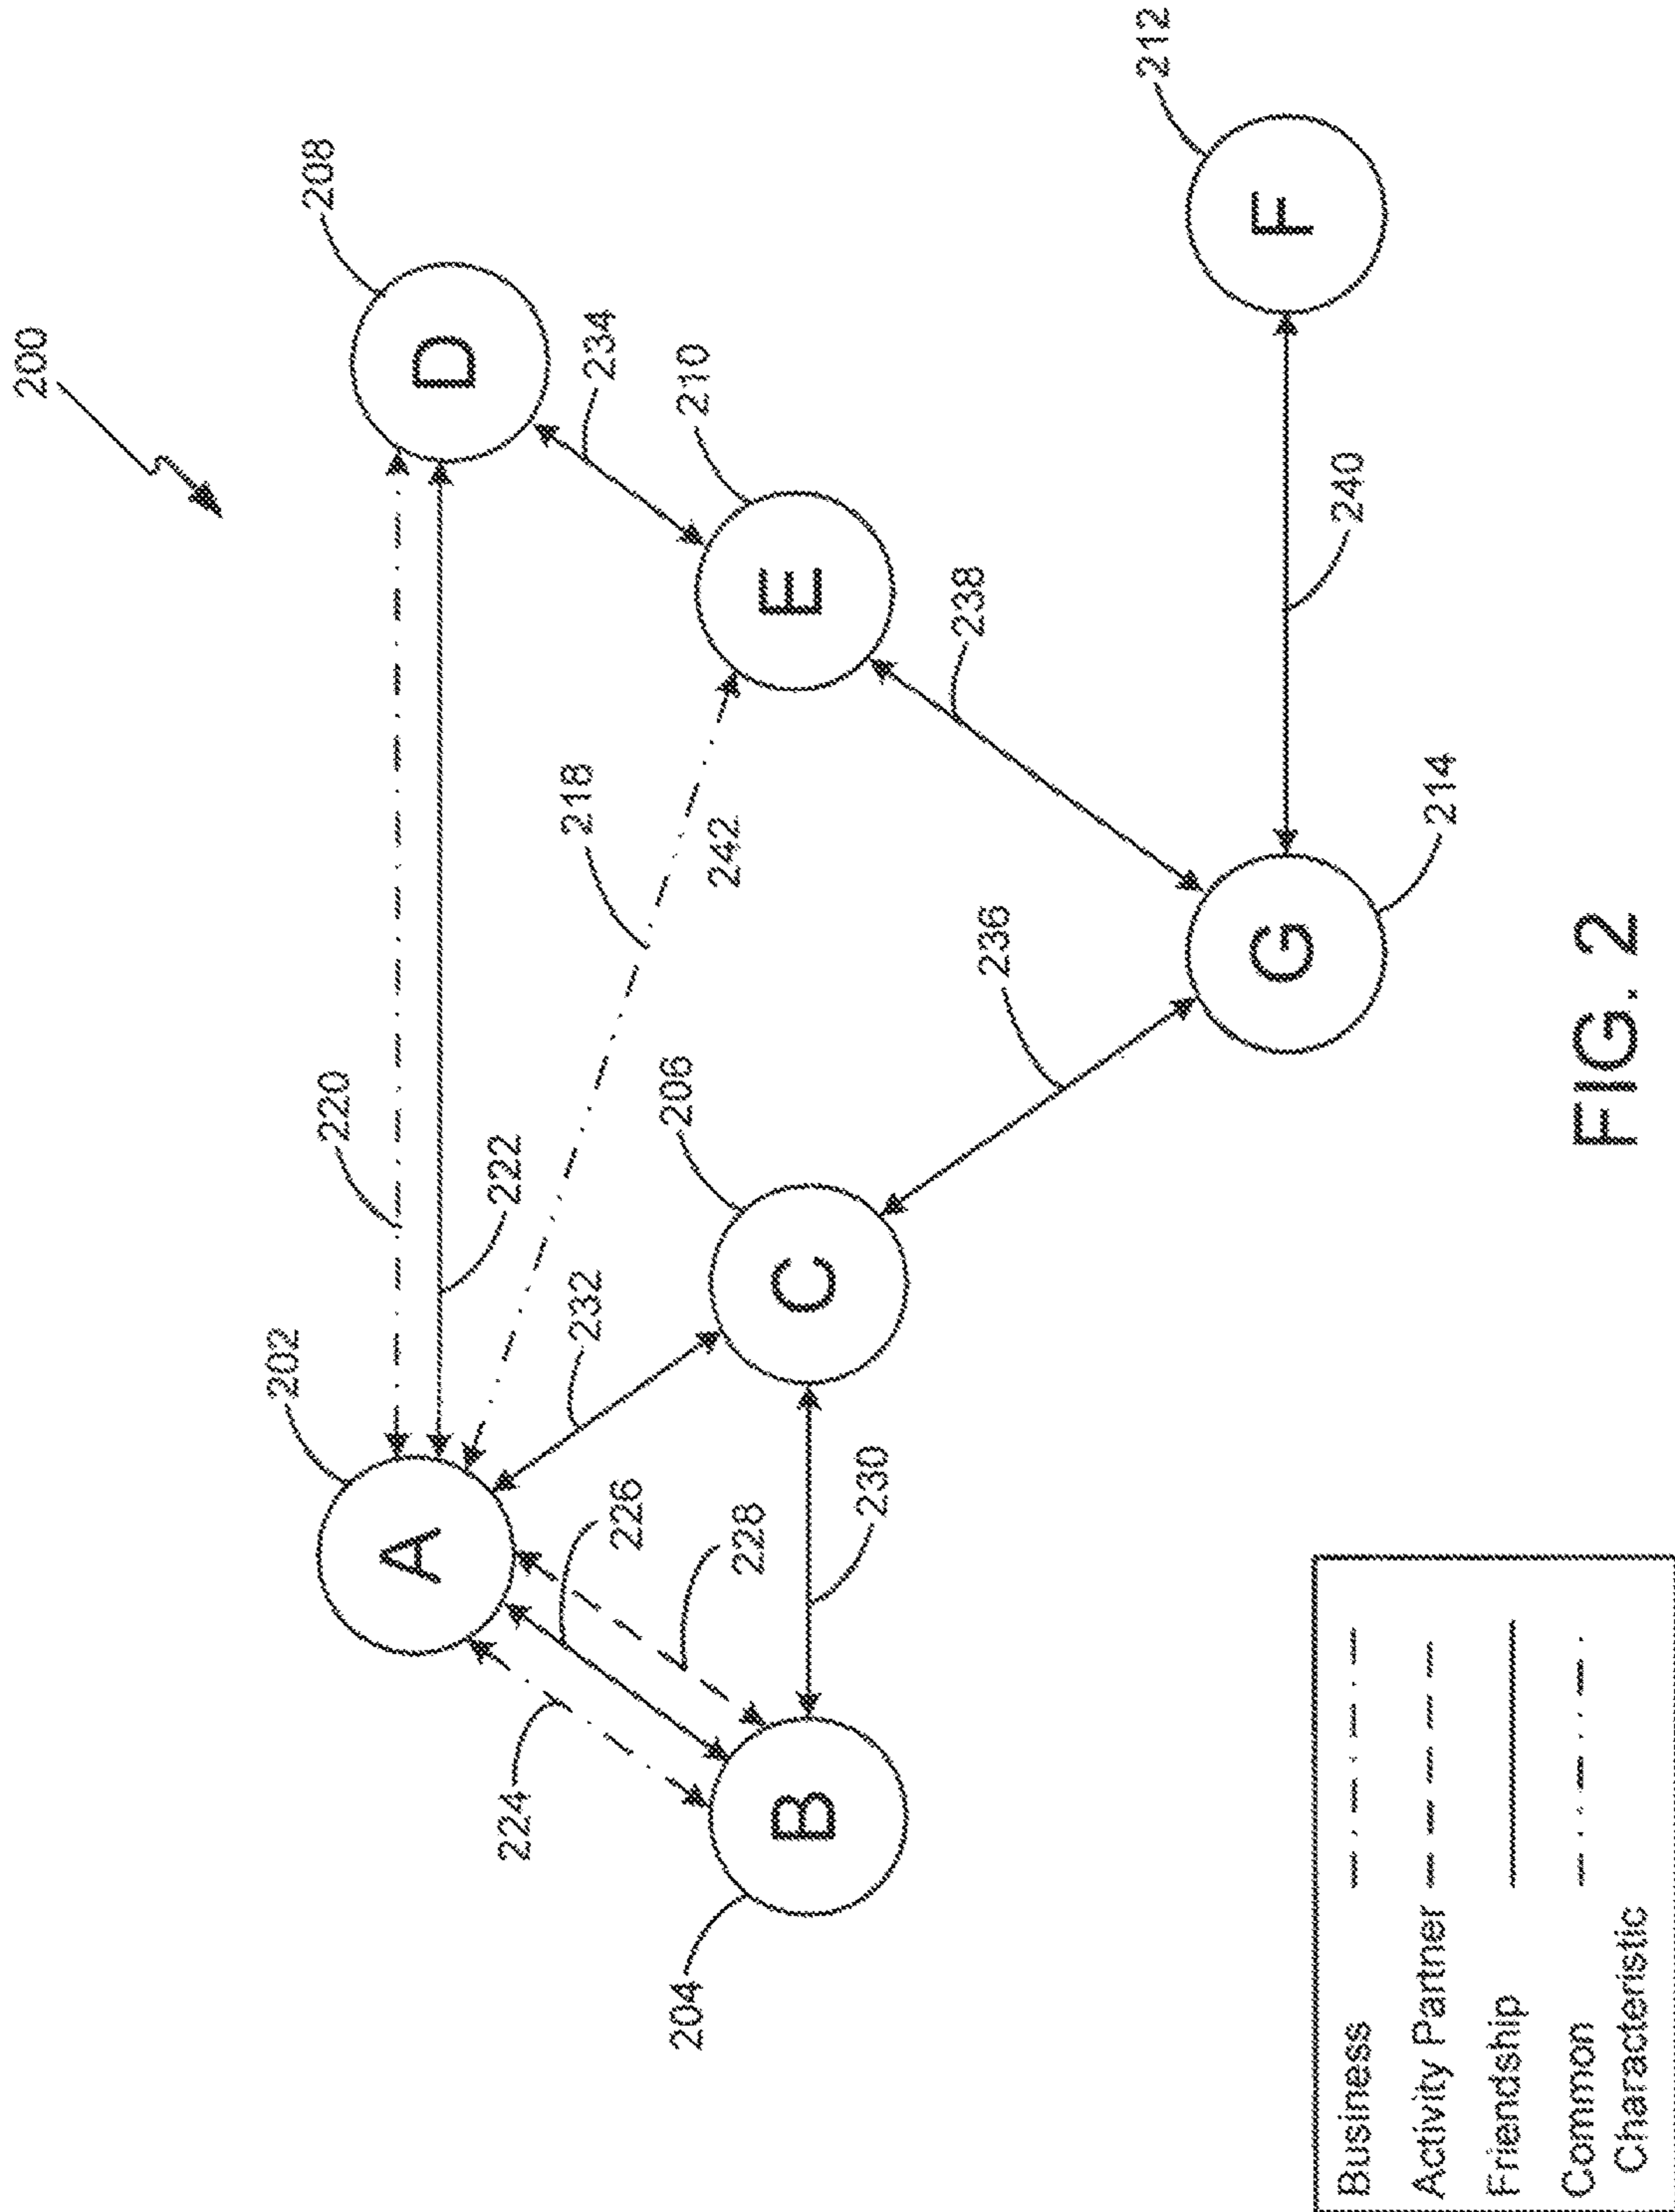 200
202
220
208
D
A
222
234
224
226
232
218
210
228
242
E
204
B
230
C
206
238
236
212
G
F
240
214
Business
Activity Partner
Friendship
Common
Characteristic
FIG. 2